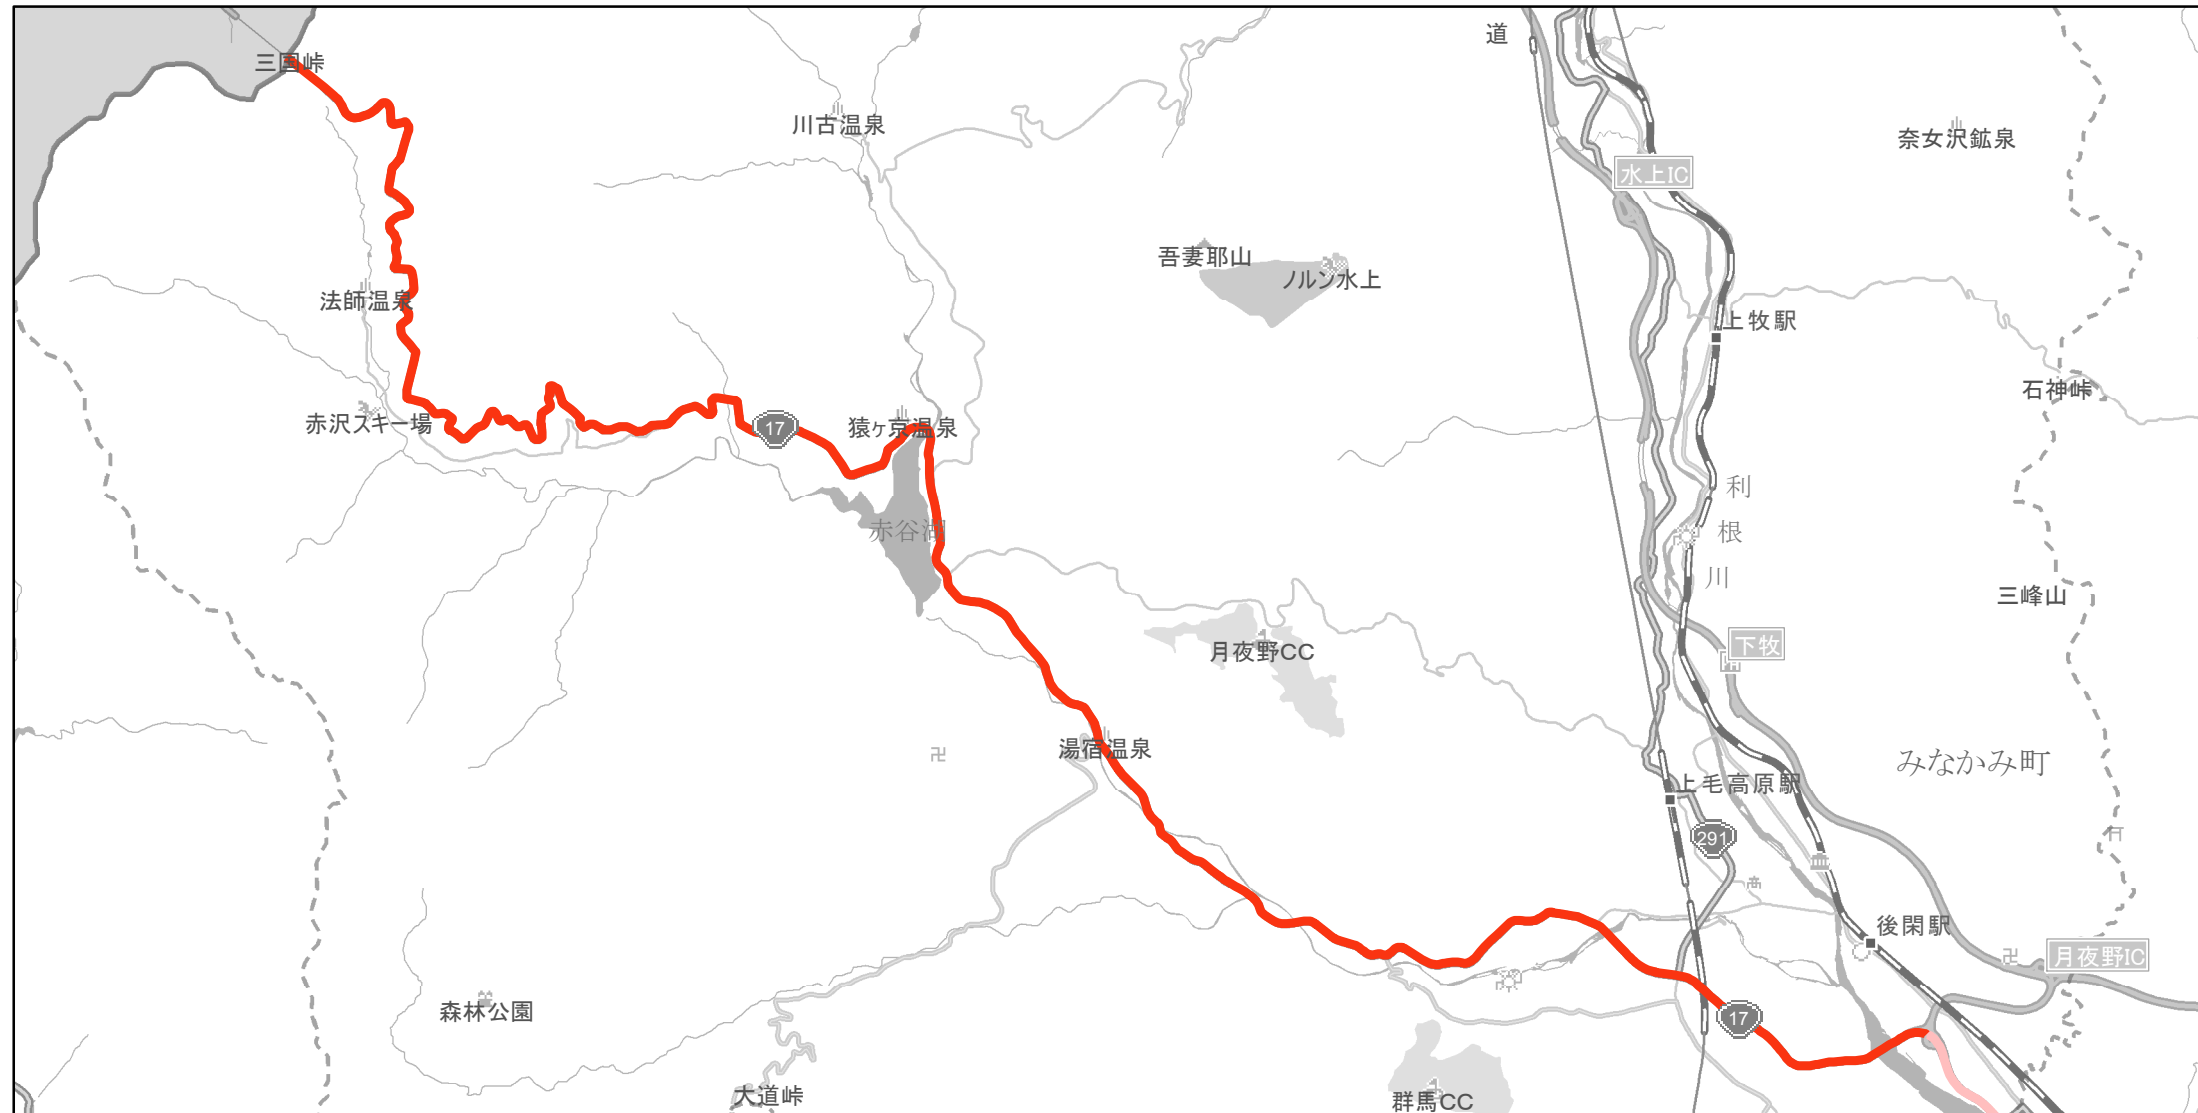 道
三国峠
川古温泉
奈女沢鉱泉
水上IC
吾妻耶山
ノルン水上
法師温泉
上牧駅
石神峠
赤沢スキー場
17
猿ヶ京温泉
利根川
赤谷湖
三峰山
下牧
月夜野CC
湯宿温泉
みなかみ町
上毛高原駅
291
後閑駅
月夜野IC
森林公園
17
大道峠
群馬CC